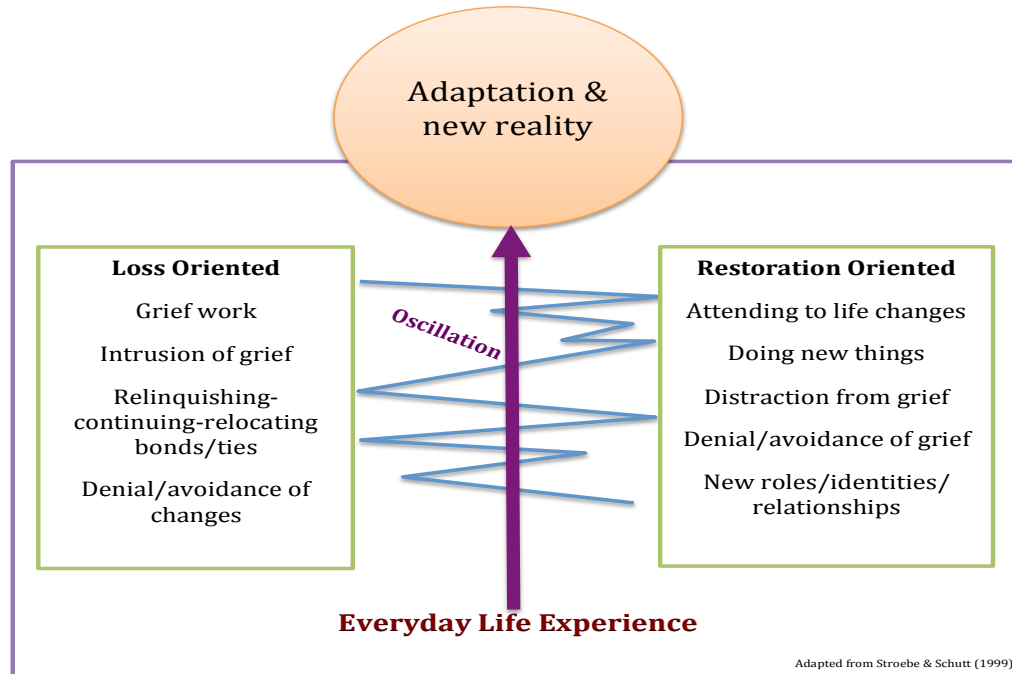 Adaptation &
new reality
Loss Oriented
Grief work
Intrusion of grief
Relinquishing-
continuing-relocating
bonds/ties
Denial/avoidance of
changes
Oscillation
Restoration Oriented
Attending to life changes
Doing new things
Distraction from grief
Denial/avoidance of grief
New roles/identities/
relationships
Everyday Life Experience
Adapted from Stroebe & Schutt (1999)